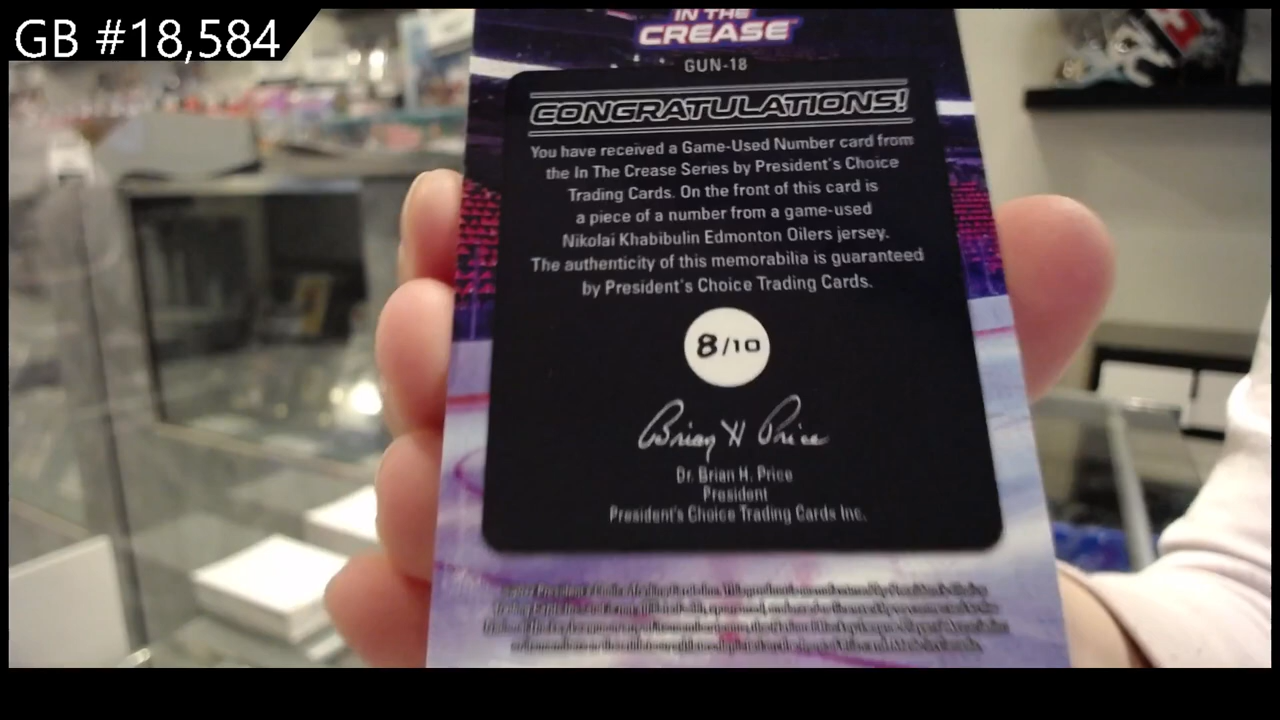 GB #18,584
IN THE
CREASE
GUN-18
CONGRATULATIONS!
You have received a Game-Used Number card from
the In The Crease Series by President's Choice
Trading Cards. On the front of this card is
a piece of a number from a game-used
Nikolai Khabibulin Edmonton Oilers jersey.
The authenticity of this memorabilia is guaranteed
by President's Choice Trading Cards.
8/10
Brian H Price
Dr. Brian H. Price
President
President's Choice Trading Cards Inc.